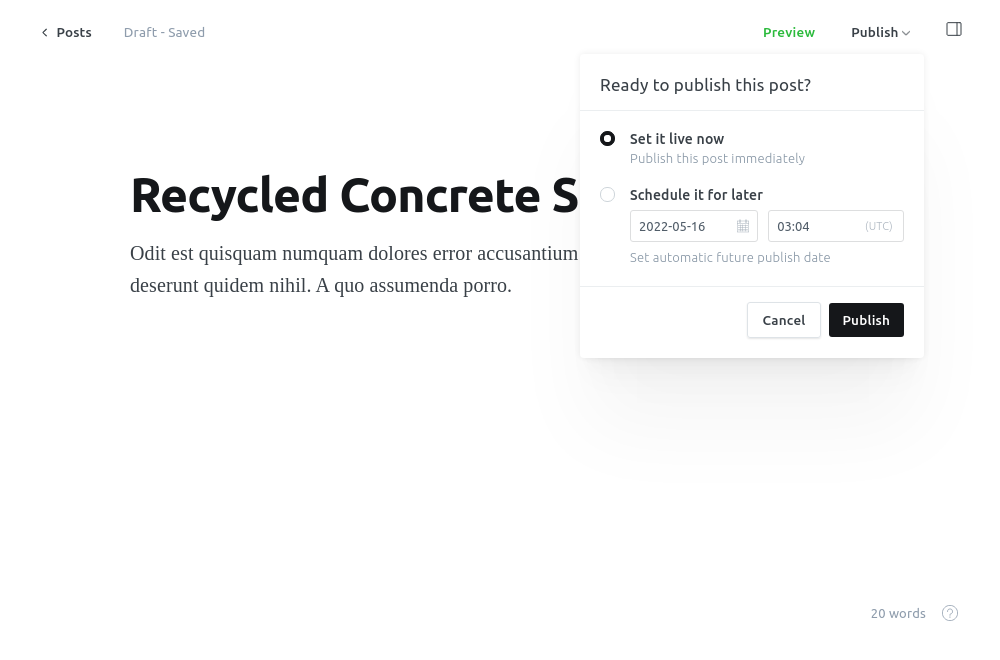 Posts
Draft - Saved
Preview
Publish
Ready to publish this post?
Set it live now
Publish this post immediately
Schedule it for later
2022-05-16
03:04
(UTC)
Set automatic future publish date
Cancel
Publish
Recycled Concrete S
Odit est quisquam numquam dolores error accusantium
deserunt quidem nihil. A quo assumenda porro.
20 words
?